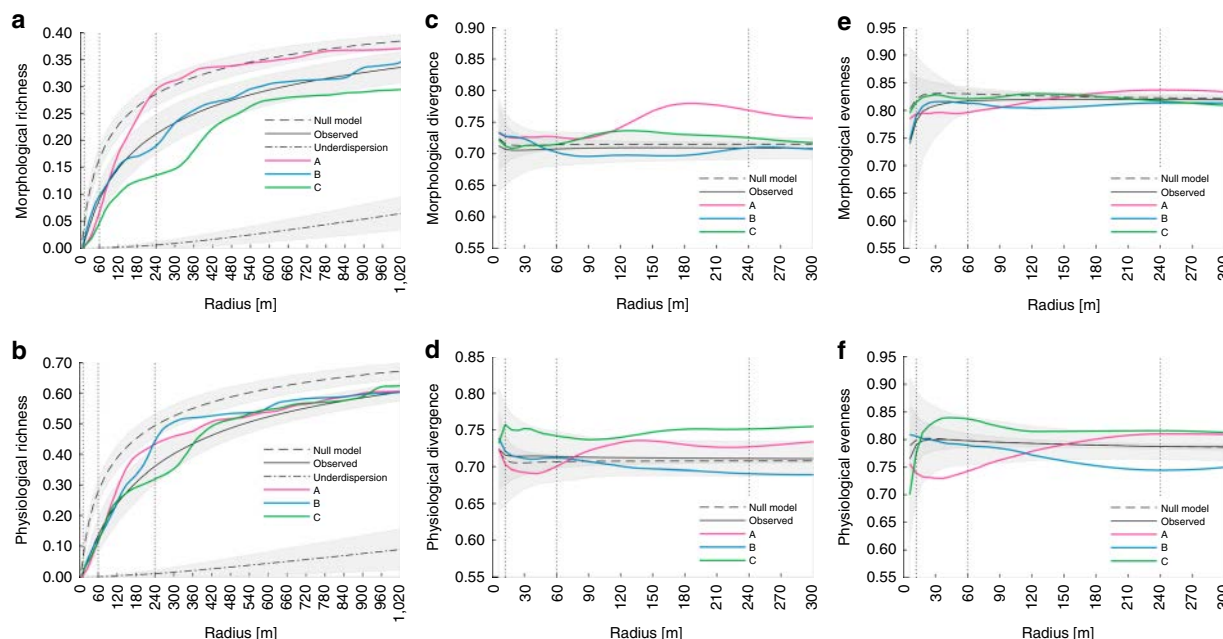 a
Morphological richness
0.40
0.35
0.30
0.25
0.20
0.15
0.10
0.05
0.00
Null model
Observed
Underdispersion
A
B
C
0
60
120
180
240
300
360
420
480
540
600
660
720
780
840
900
960
1,020
Radius [m]
c
Morphological divergence
0.90
0.85
0.80
0.75
0.70
0.65
0.60
0.55
Null model
Observed
A
B
C
0
30
60
90
120
150
180
210
240
270
300
Radius [m]
e
Morphological evenness
0.95
0.90
0.85
0.80
0.75
0.70
0.65
0.60
0.55
Null model
Observed
A
B
C
0
30
60
90
120
150
180
210
240
270
300
Radius [m]
b
Physiological richness
0.70
0.60
0.50
0.40
0.30
0.20
0.10
0.00
Null model
Observed
Underdispersion
A
B
C
0
60
120
180
240
300
360
420
480
540
600
660
720
780
840
900
960
1,020
Radius [m]
d
Physiological divergence
0.85
0.80
0.75
0.70
0.65
0.60
0.55
Null model
Observed
A
B
C
0
30
60
90
120
150
180
210
240
270
300
Radius [m]
f
Physiological evenness
0.95
0.90
0.85
0.80
0.75
0.70
0.65
0.60
0.55
Null model
Observed
A
B
C
0
30
60
90
120
150
180
210
240
270
300
Radius [m]